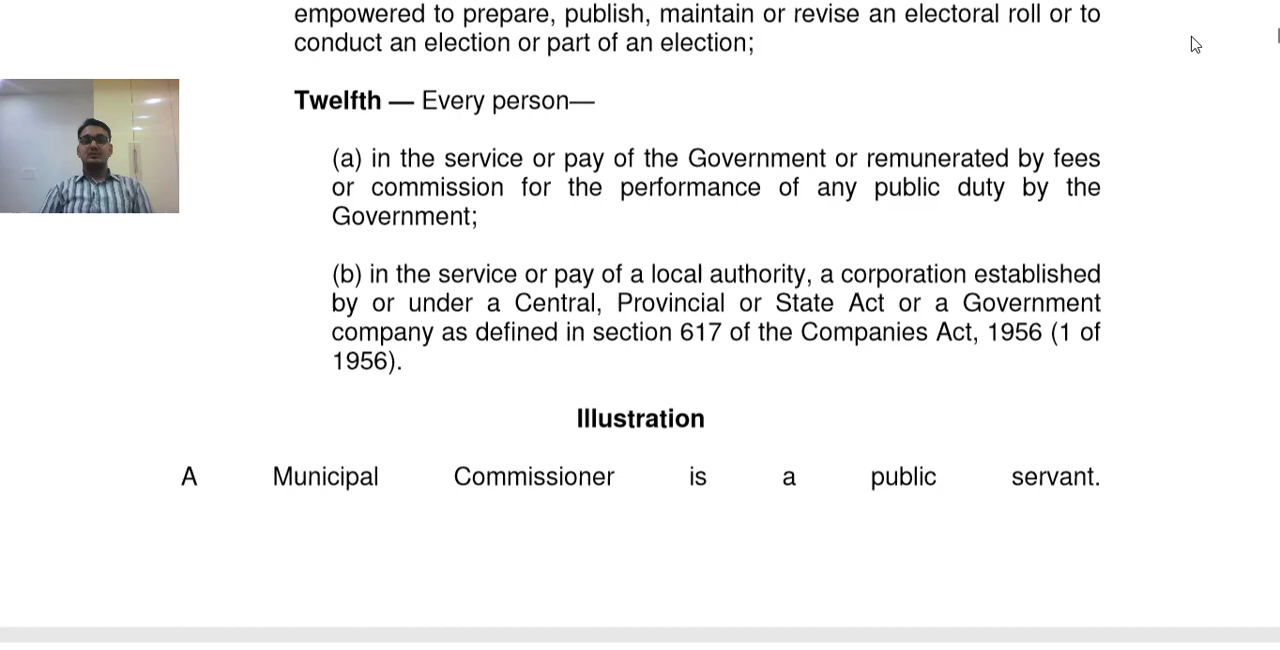 empowered to prepare, publish, maintain or revise an electoral roll or to
conduct an election or part of an election;
Twelfth — Every person—
(a) in the service or pay of the Government or remunerated by fees
or commission for the performance of any public duty by the
Government;
(b) in the service or pay of a local authority, a corporation established
by or under a Central, Provincial or State Act or a Government
company as defined in section 617 of the Companies Act, 1956 (1 of
1956).
Illustration
A Municipal Commissioner is a public servant.